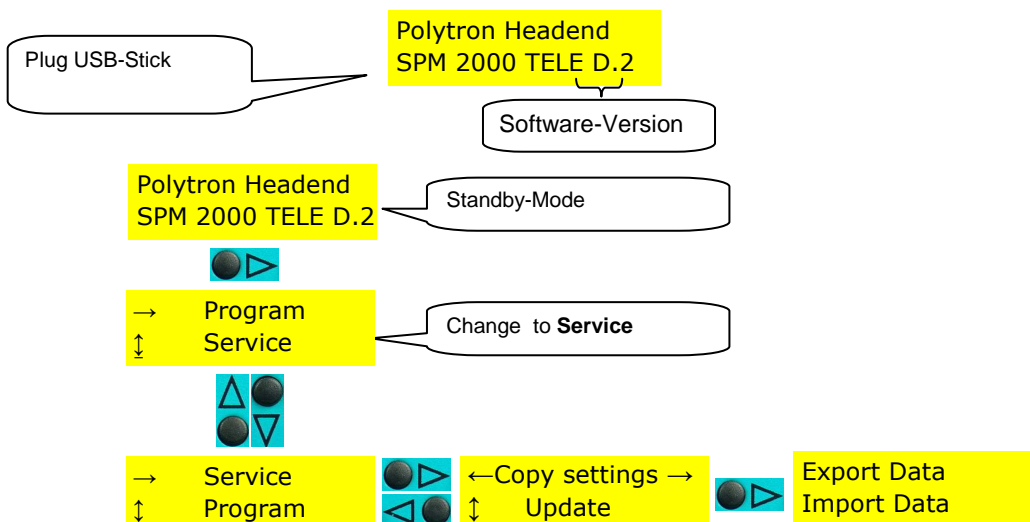 Plug USB-Stick
Polytron Headend
SPM 2000 TELE D.2
Software-Version
Polytron Headend
SPM 2000 TELE D.2
Standby-Mode
→ Program
↕ Service
Change to Service
→ Service
↕ Program
←Copy settings →
↕ Update
Export Data
Import Data